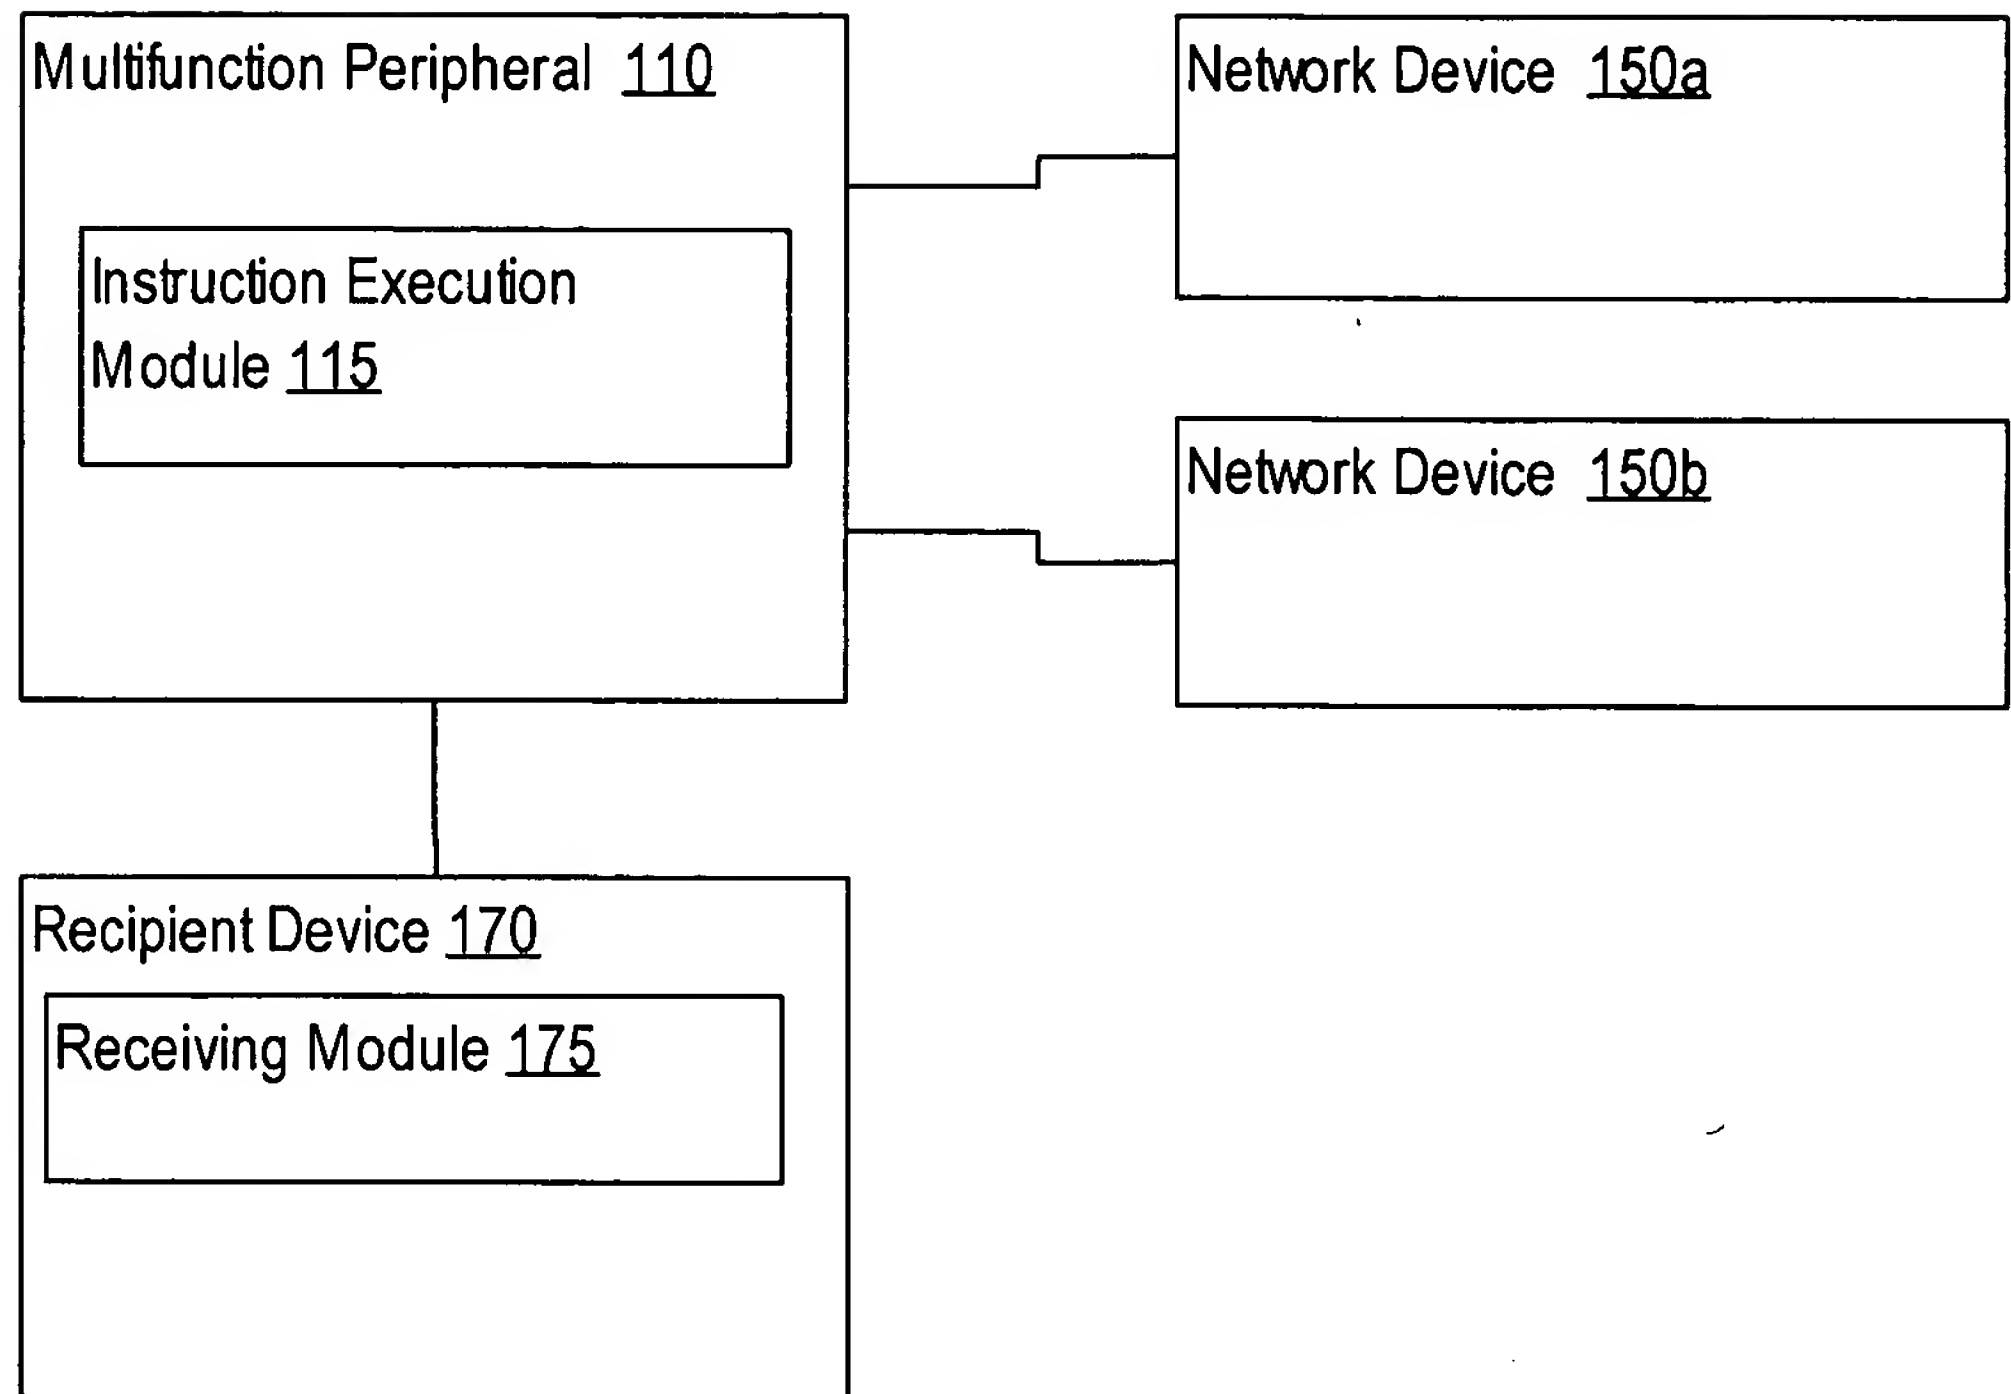 Multifunction Peripheral 110
Instruction Execution
Module 115
Network Device 150a
Network Device 150b
Recipient Device 170
Receiving Module 175